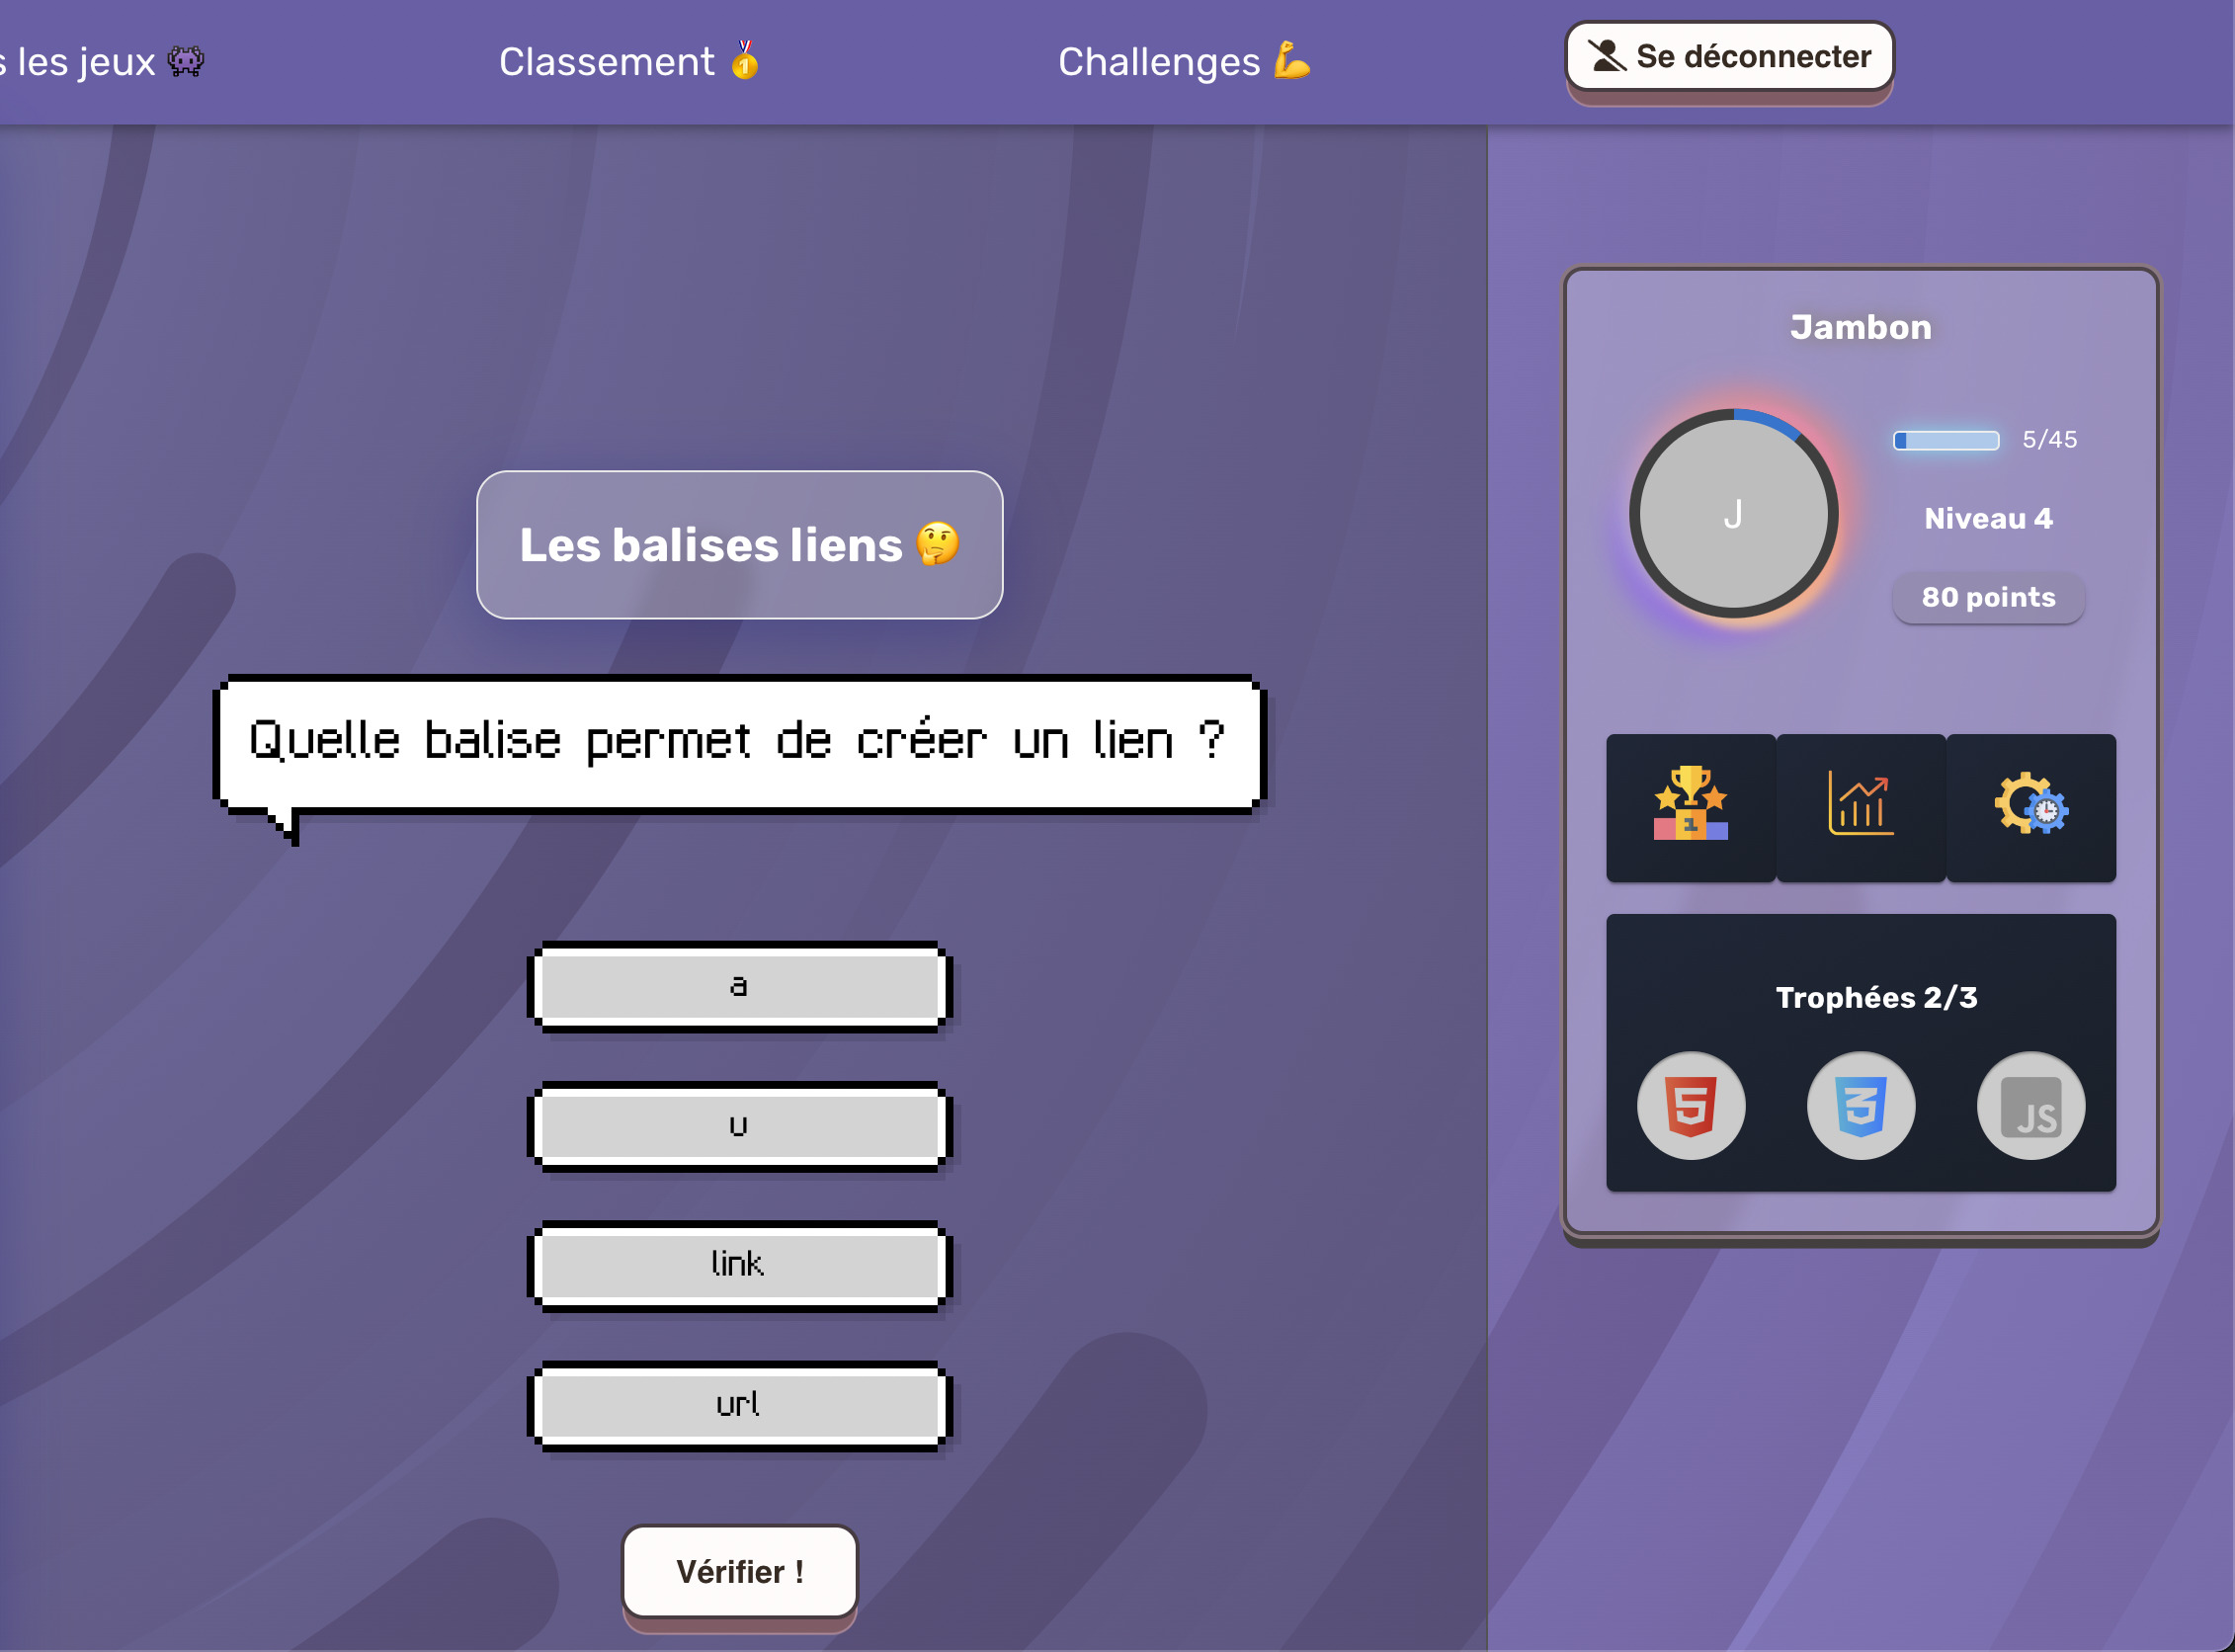 s les jeux
Classement
Challenges
Se déconnecter
Les balises liens
Quelle balise permet de créer un lien ?
a
u
link
url
Vérifier !
Jambon
J
5/45
Niveau 4
80 points
1
Trophées 2/3
5
3
JS